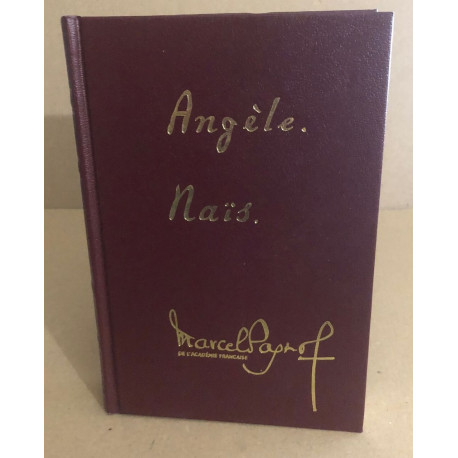 Angèle.
Naïs.
Marcel Pagnol
DE L'ACADÉMIE FRANÇAISE